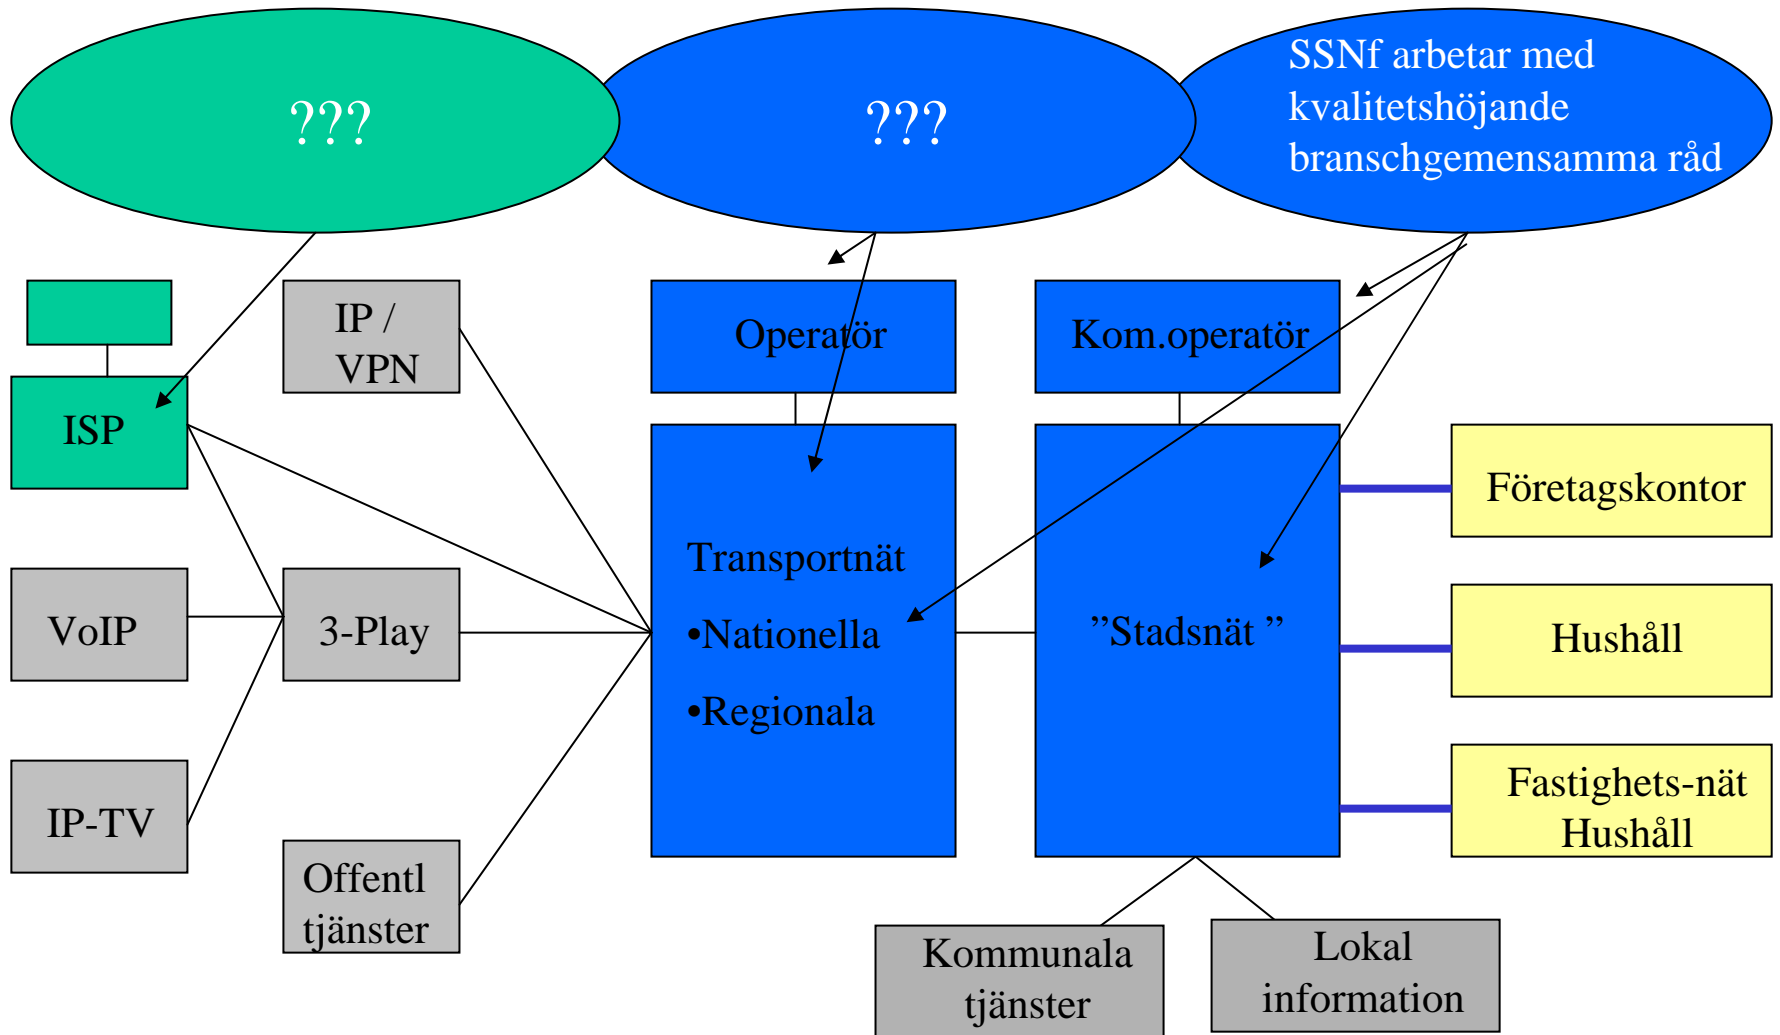 ???
???
SSNf arbetar med
kvalitetshöjande
branschgemensamma råd
IP /
VPN
Operatör
Kom.operatör
ISP
Företagskontor
Transportnät
•Nationella
•Regionala
VoIP
3-Play
”Stadsnät ”
Hushåll
IP-TV
Fastighets-nät
Hushåll
Offentl
tjänster
Kommunala
tjänster
Lokal
information